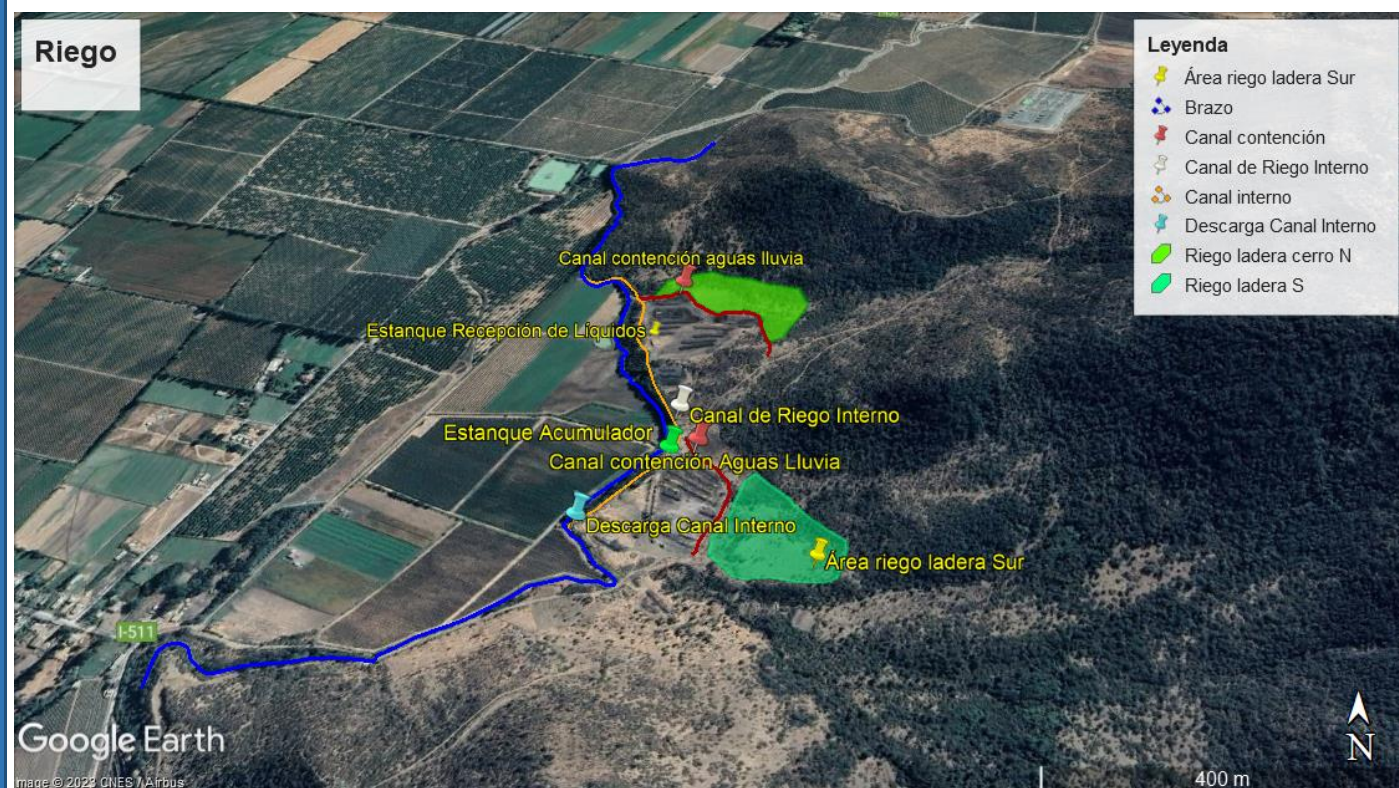 Riego
Leyenda
Área riego ladera Sur
Brazo
Canal contención
Canal de Riego Interno
Canal interno
Descarga Canal Interno
Riego ladera cerro N
Riego ladera S
Canal contención aguas lluvia
Estanque Recepción de Líquidos
Canal de Riego Interno
Estanque Acumulador
Canal contención Aguas Lluvia
Descarga Canal Interno
Área riego ladera Sur
I-511
Google Earth
Image © 2023 CNES / Airbus
400 m
N